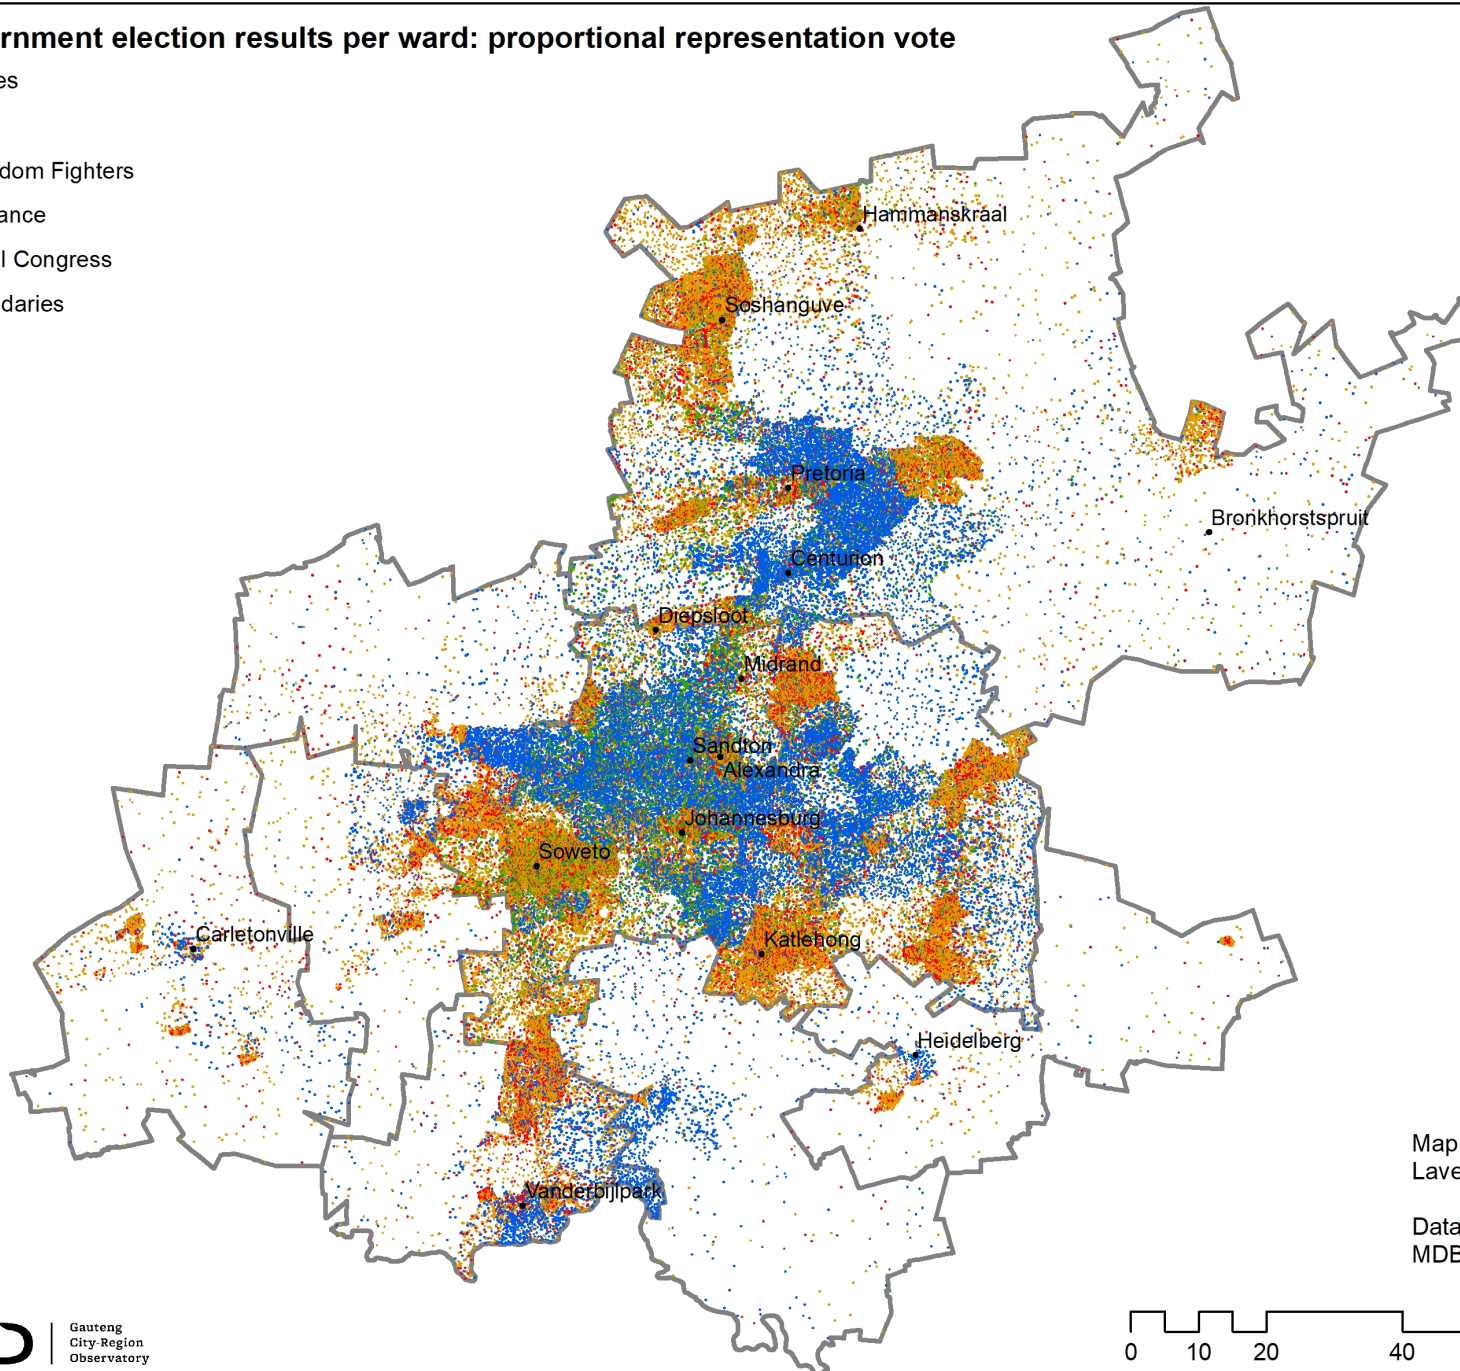 rnment election results per ward: proportional representation vote
es
dom Fighters
ance
l Congress
daries
Hammanskraal
Soshanguve
Pretoria
Bronkhorstspruit
Centurion
Diepsloot
Midrand
Sandton
Alexandra
Johannesburg
Soweto
Carletonville
Katlehong
Heidelberg
Vanderbijlpark
Map
Lave
Data
MDB
Gauteng
City-Region
Observatory
0 10 20 40